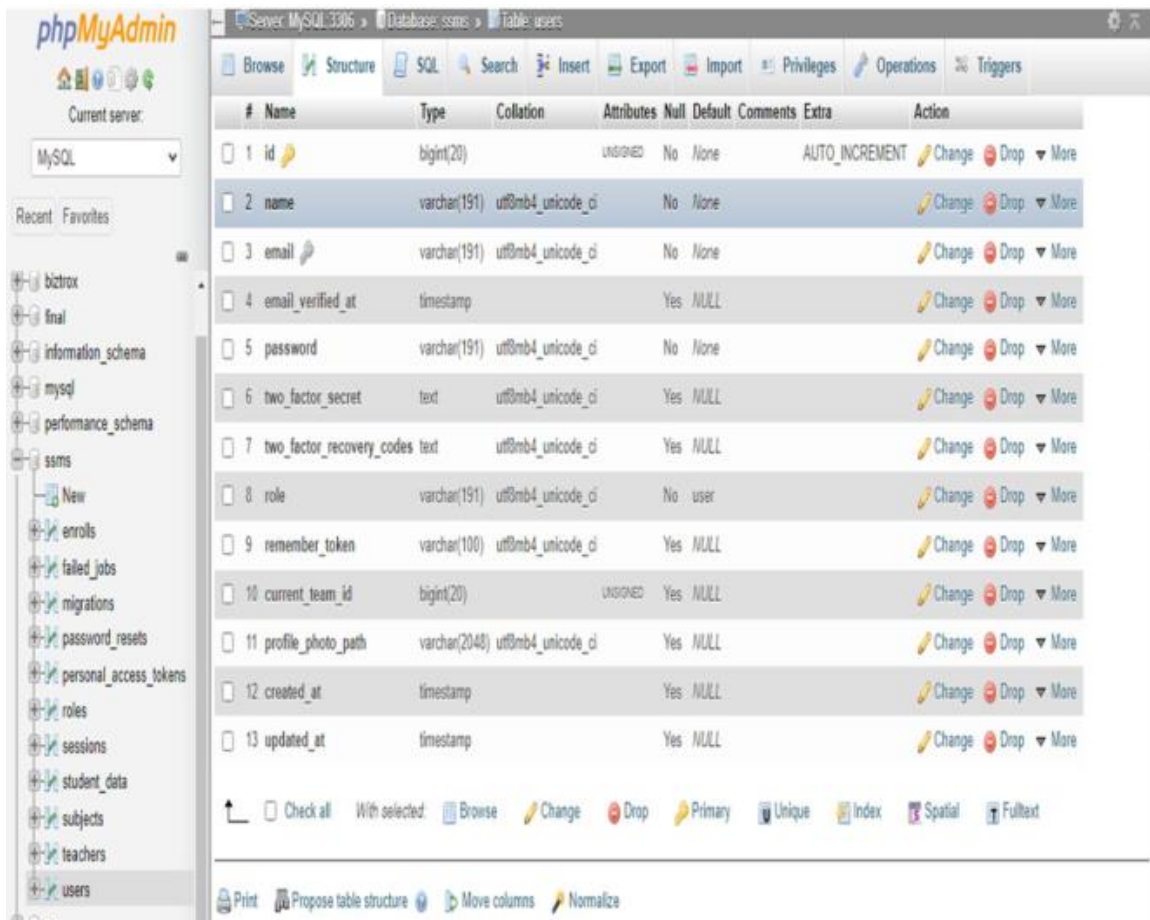 phpMyAdmin
Current server:
MySQL
Recent Favorites
biztrox
final
information_schema
mysql
performance_schema
ssms
New
enrolls
failed_jobs
migrations
password_resets
personal_access_tokens
roles
sessions
student_data
subjects
teachers
users
Server: MySQL:3306 » Database: ssms » Table: users
Browse Structure SQL Search Insert Export Import Privileges Operations Triggers
# Name Type Collation Attributes Null Default Comments Extra Action
1 id bigint(20) UNSIGNED No None AUTO_INCREMENT Change Drop More
2 name varchar(191) utf8mb4_unicode_ci No None Change Drop More
3 email varchar(191) utf8mb4_unicode_ci No None Change Drop More
4 email_verified_at timestamp Yes NULL Change Drop More
5 password varchar(191) utf8mb4_unicode_ci No None Change Drop More
6 two_factor_secret text utf8mb4_unicode_ci Yes NULL Change Drop More
7 two_factor_recovery_codes text utf8mb4_unicode_ci Yes NULL Change Drop More
8 role varchar(191) utf8mb4_unicode_ci No user Change Drop More
9 remember_token varchar(100) utf8mb4_unicode_ci Yes NULL Change Drop More
10 current_team_id bigint(20) UNSIGNED Yes NULL Change Drop More
11 profile_photo_path varchar(2048) utf8mb4_unicode_ci Yes NULL Change Drop More
12 created_at timestamp Yes NULL Change Drop More
13 updated_at timestamp Yes NULL Change Drop More
Check all With selected: Browse Change Drop Primary Unique Index Spatial Fulltext
Print Propose table structure Move columns Normalize